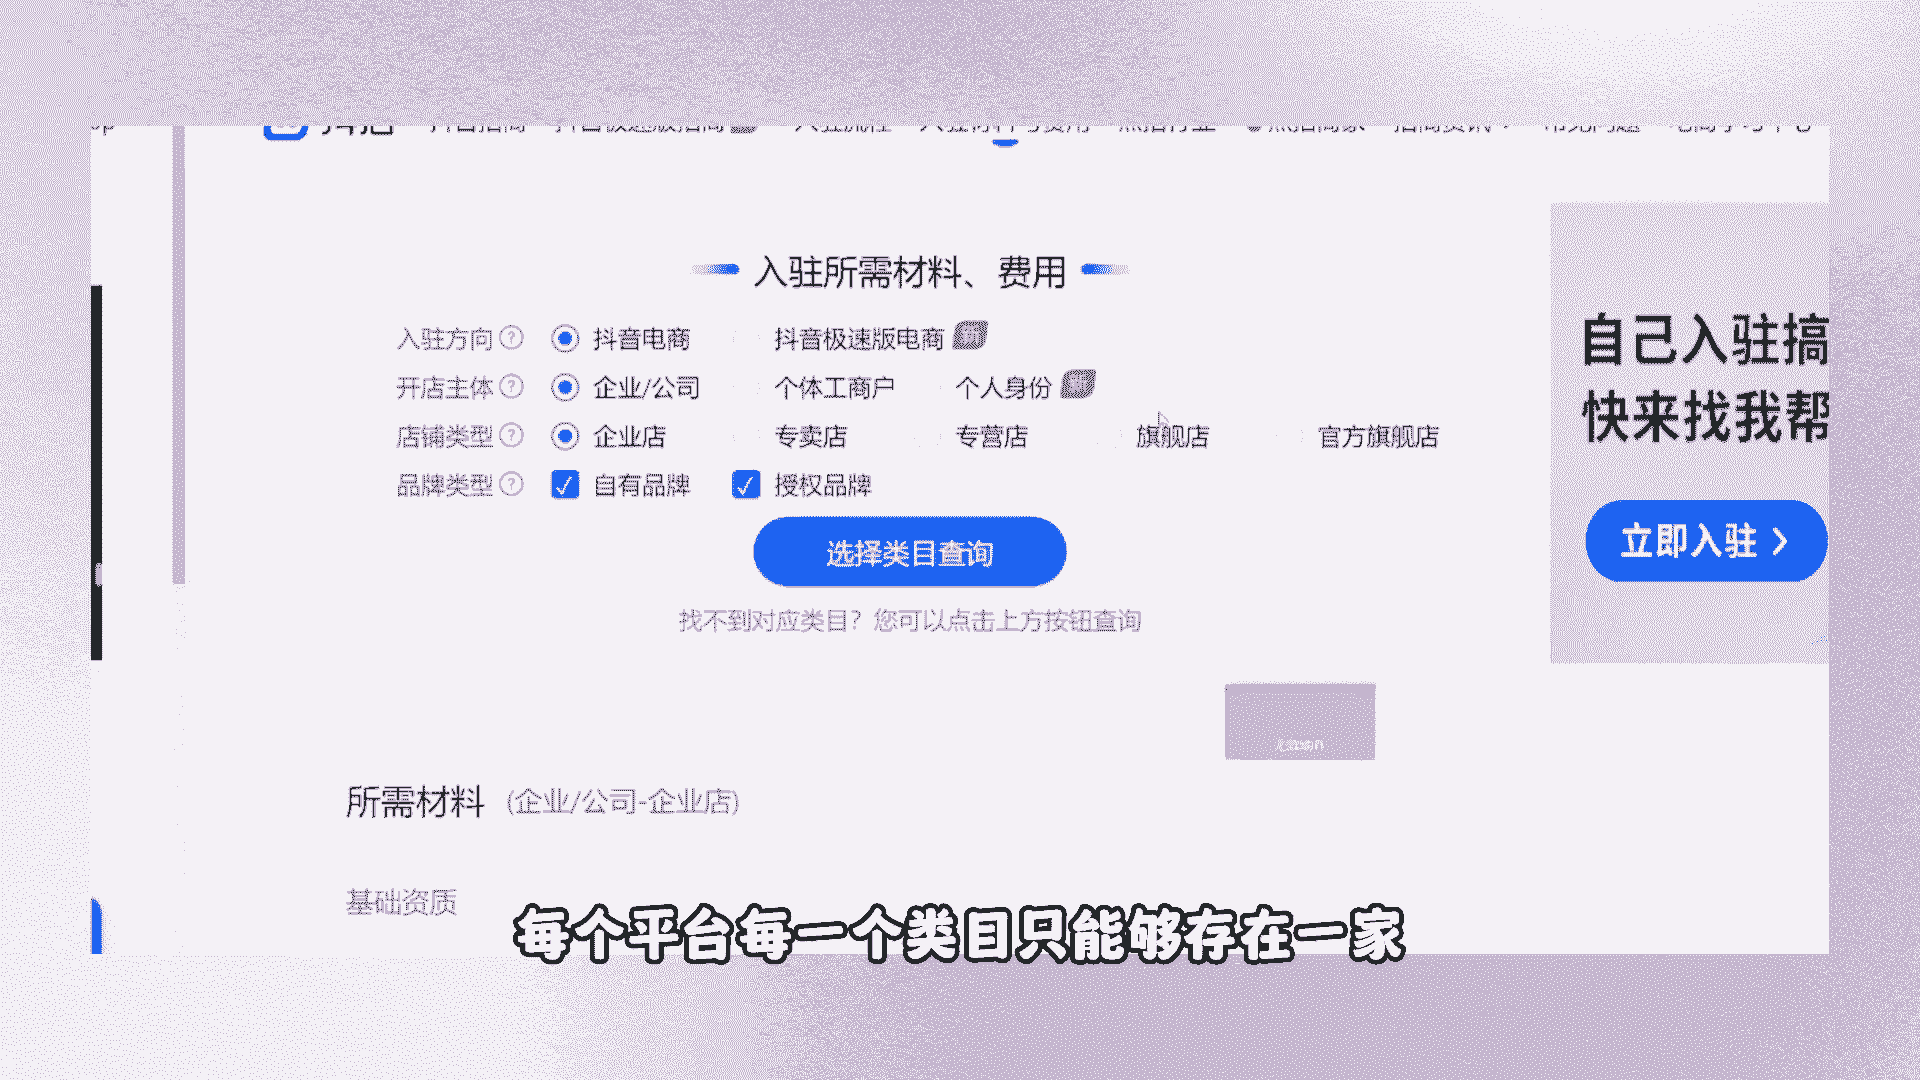 入驻所需材料、费用
入驻方向 ? 抖音电商 抖音极速版电商 新
开店主体 ? 企业/公司 个体工商户 个人身份 新
店铺类型 ? 企业店 专卖店 专营店 旗舰店 官方旗舰店
品牌类型 ? 自有品牌 授权品牌
选择类目查询
找不到对应类目？您可以点击上方按钮查询
自己入驻搞
快来找我帮
立即入驻 >
所需材料 (企业/公司-企业店)
基础资质
每个平台每一个类目只能够存在一家